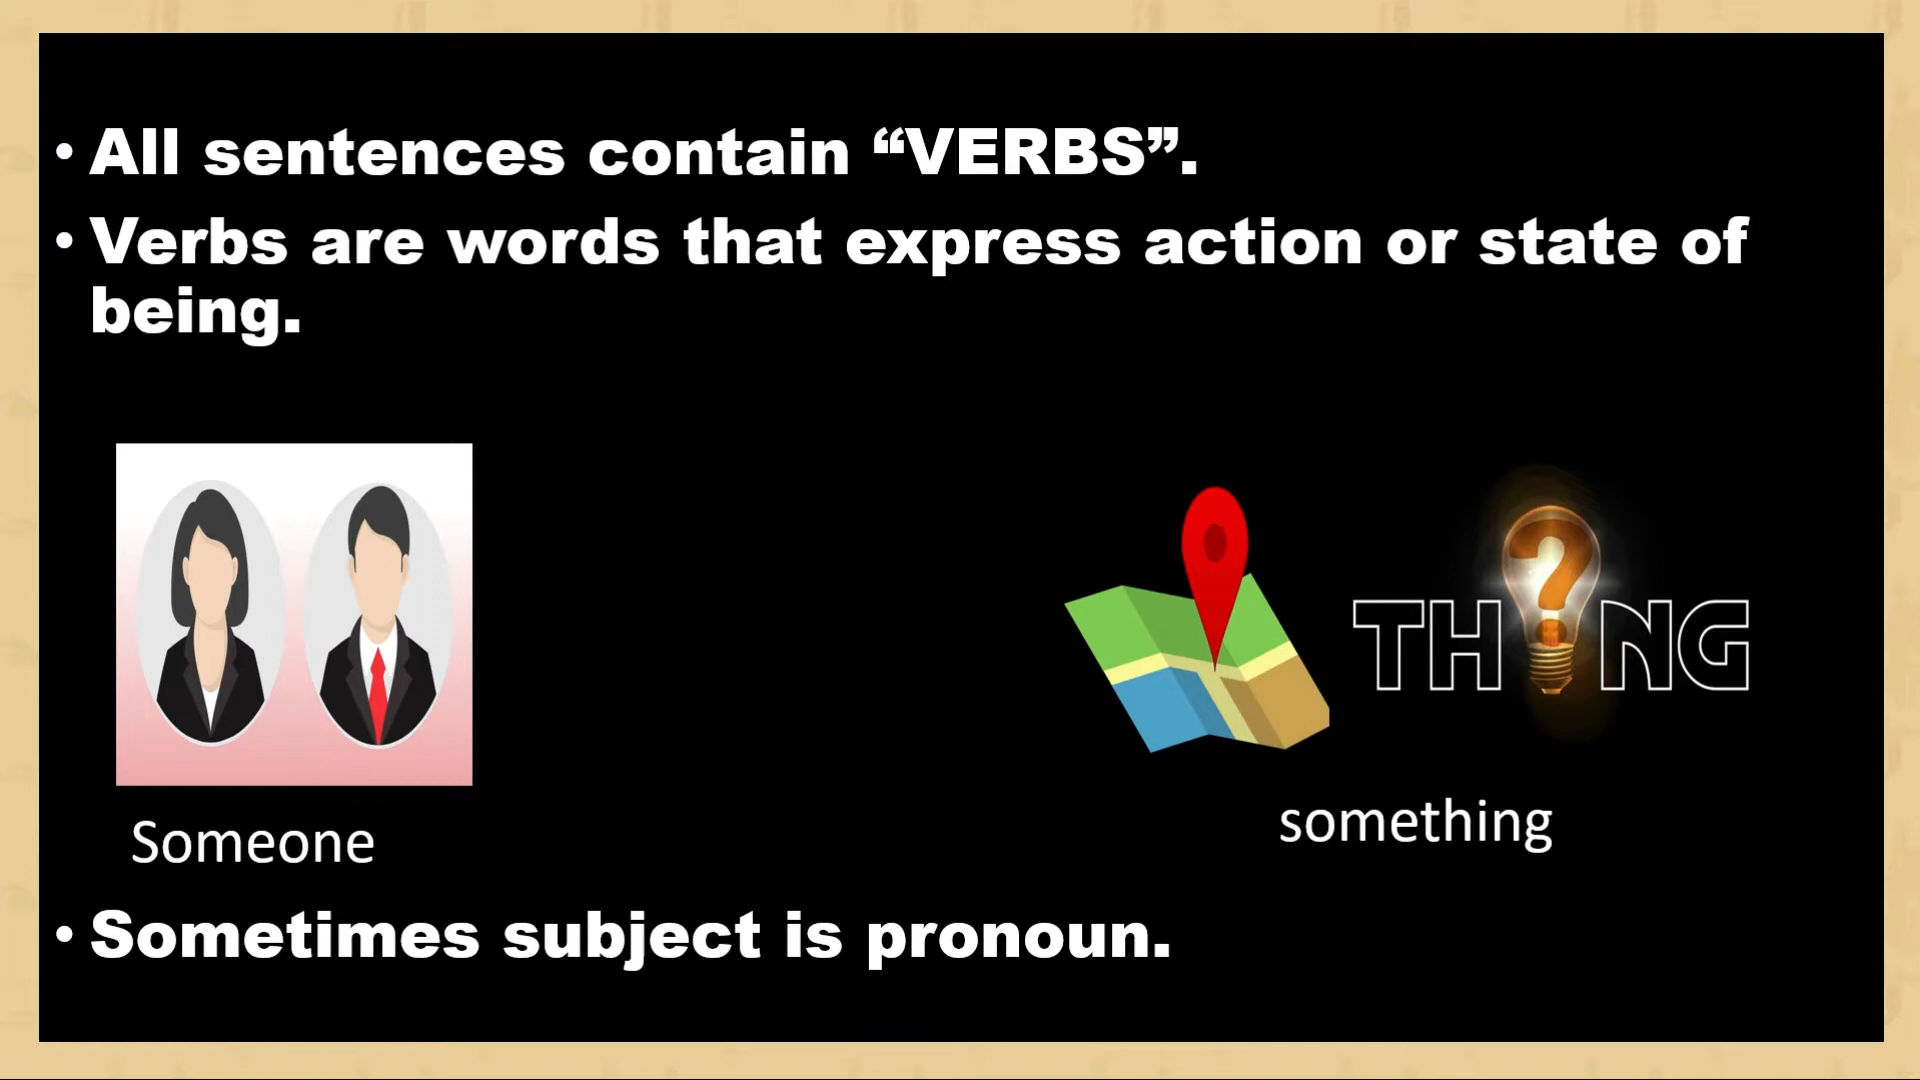 • All sentences contain “VERBS”.
• Verbs are words that express action or state of
being.
TH?NG
Someone
something
• Sometimes subject is pronoun.